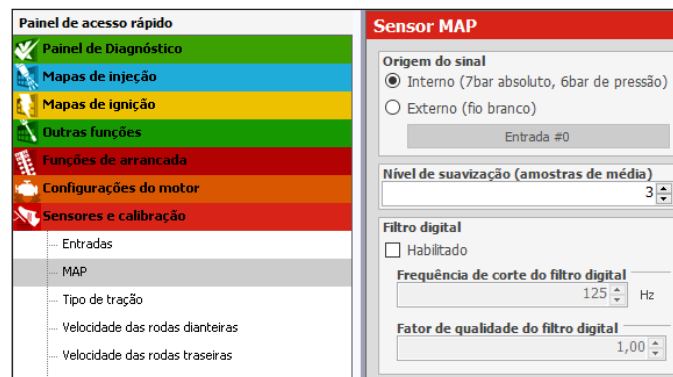 Painel de acesso rápido
Painel de Diagnóstico
Mapas de injeção
Mapas de ignição
Outras funções
Funções de arrancada
Configurações do motor
Sensores e calibração
Entradas
MAP
Tipo de tração
Velocidade das rodas dianteiras
Velocidade das rodas traseiras
Sensor MAP
Origem do sinal
Interno (7bar absoluto, 6bar de pressão)
Externo (fio branco)
Entrada #0
Nível de suavização (amostras de média)
3
Filtro digital
Habilitado
Frequência de corte do filtro digital
125 Hz
Fator de qualidade do filtro digital
1,00